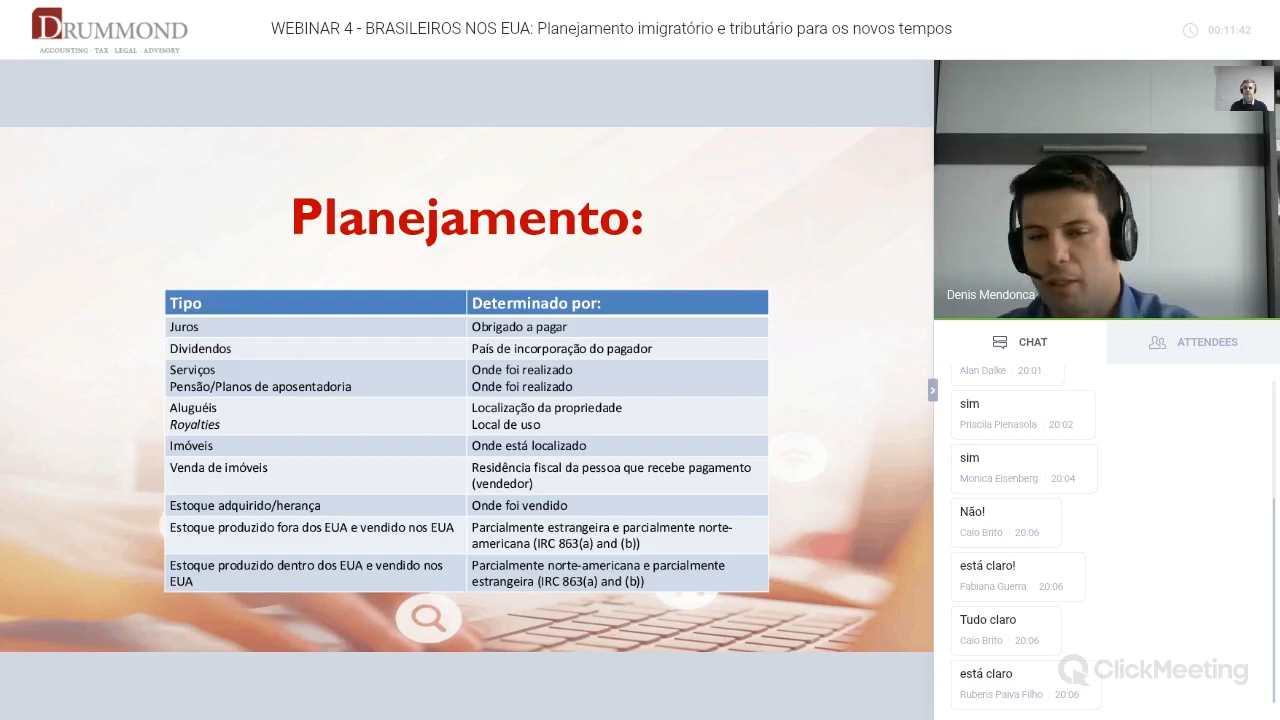 DRUMMOND
ACCOUNTING · TAX · LEGAL · ADVISORY
WEBINAR 4 - BRASILEIROS NOS EUA: Planejamento imigratório e tributário para os novos tempos
00:11:42
Planejamento:
Tipo Determinado por:
Juros Obrigado a pagar
Dividendos País de incorporação do pagador
Serviços Onde foi realizado
Pensão/Planos de aposentadoria Onde foi realizado
Aluguéis Localização da propriedade
Royalties Local de uso
Imóveis Onde está localizado
Venda de imóveis Residência fiscal da pessoa que recebe pagamento
(vendedor)
Estoque adquirido/herança Onde foi vendido
Estoque produzido fora dos EUA e vendido nos EUA Parcialmente estrangeira e parcialmente norte-
americana (IRC 863(a) and (b))
Estoque produzido dentro dos EUA e vendido nos Parcialmente norte-americana e parcialmente
EUA estrangeira (IRC 863(a) and (b))
Denis Mendonca
CHAT ATTENDEES
Alan Dalke 20:01
sim
Priscila Pienasola 20:02
sim
Monica Eisenberg 20:04
Não!
Caio Brito 20:06
está claro!
Fabiana Guerra 20:06
Tudo claro
Caio Brito 20:06
está claro
Rubens Paiva Filho 20:06
ClickMeeting